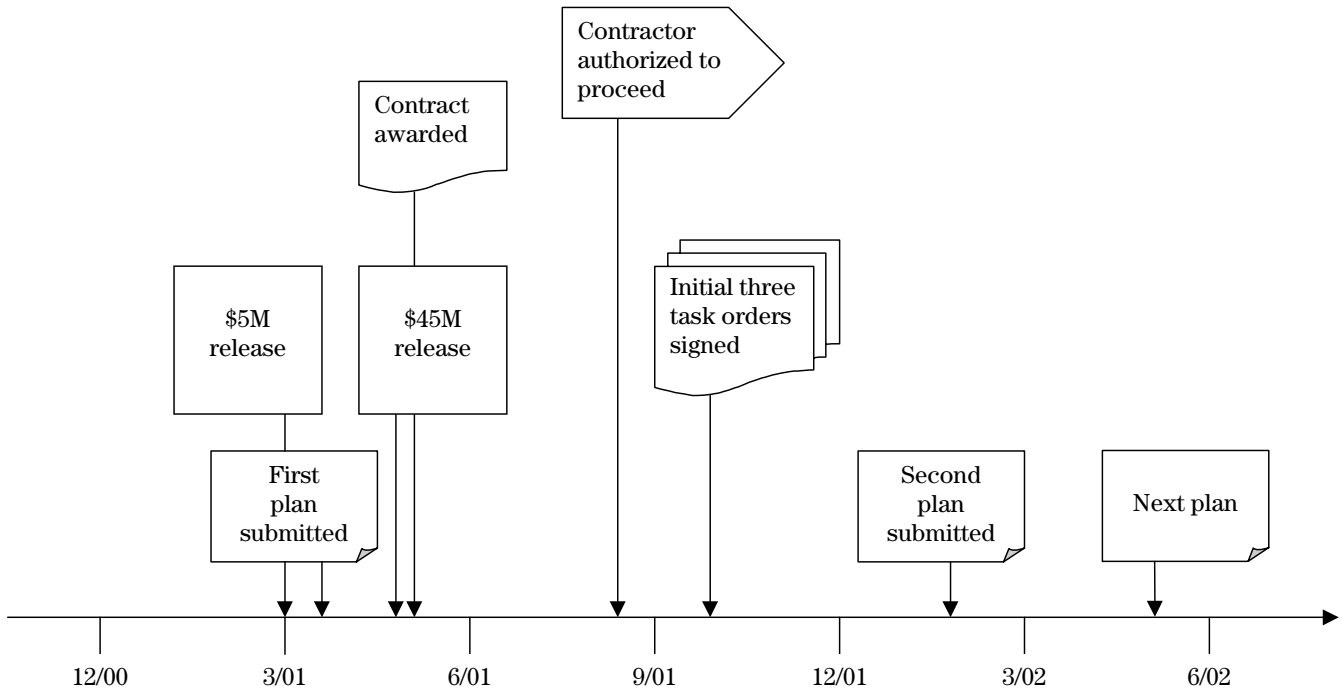 Contractor
authorized to
proceed
Contract
awarded
$5M
release
$45M
release
Initial three
task orders
signed
First
plan
submitted
Second
plan
submitted
Next plan
12/00
3/01
6/01
9/01
12/01
3/02
6/02